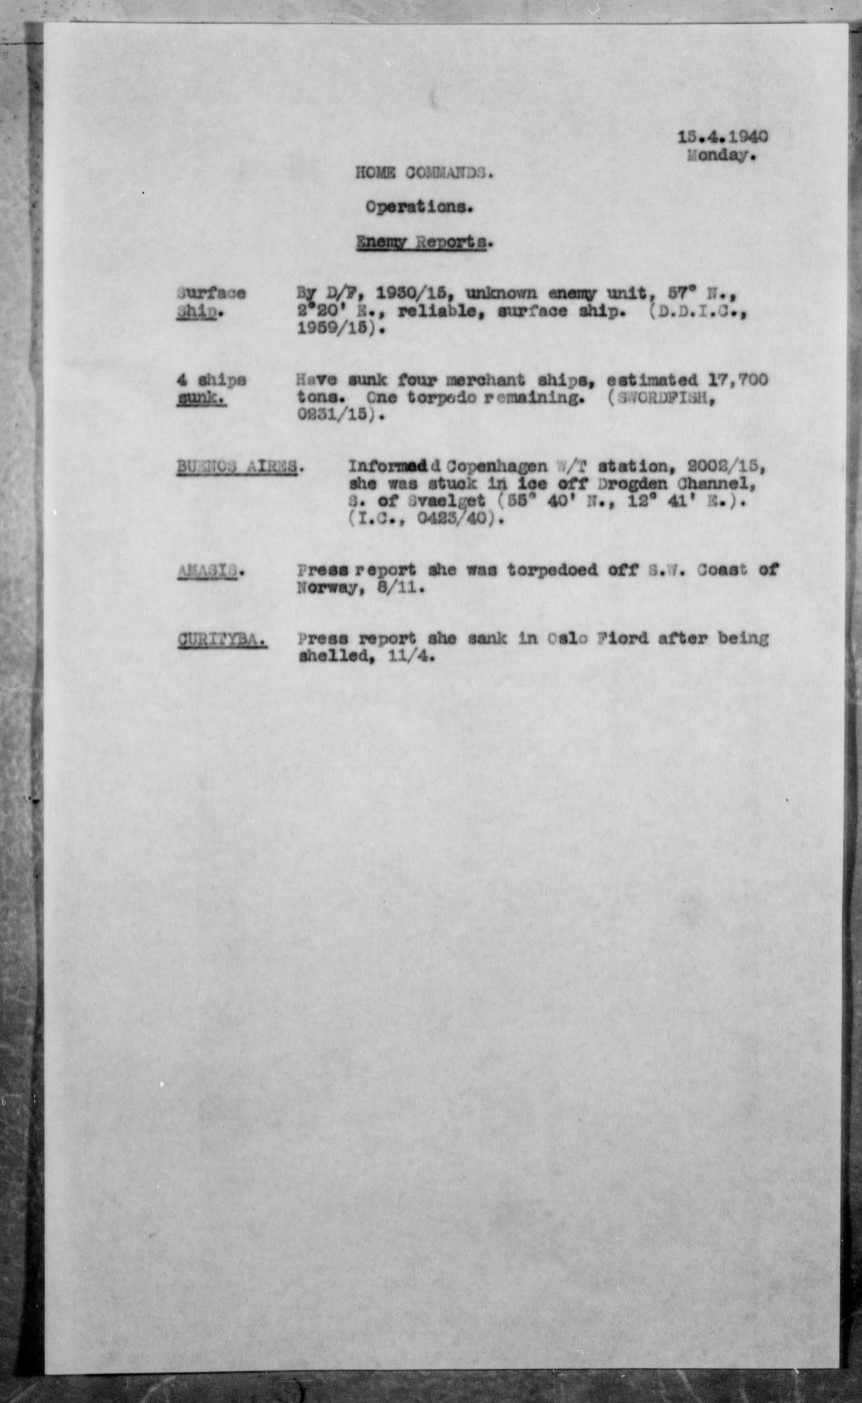 15.4.1940
Monday.
HOME COMMANDS.
Operations.
Enemy Reports.
Surface By D/F, 1930/15, unknown enemy unit, 57° N.,
Ship. 2°20' E., reliable, surface ship. (D.D.I.C.,
1959/15).
4 ships Have sunk four merchant ships, estimated 17,700
sunk. tons. One torpedo remaining. (SWORDFISH,
0231/15).
BUENOS AIRES. Informedd Copenhagen W/T station, 2002/15,
she was stuck in ice off Drogden Channel,
S. of Svaelget (55° 40' N., 12° 41' E.).
(I.C., 0423/40).
AMASIS. Press report she was torpedoed off S.W. Coast of
Norway, 8/11.
CURITYBA. Press report she sank in Oslo Fiord after being
shelled, 11/4.